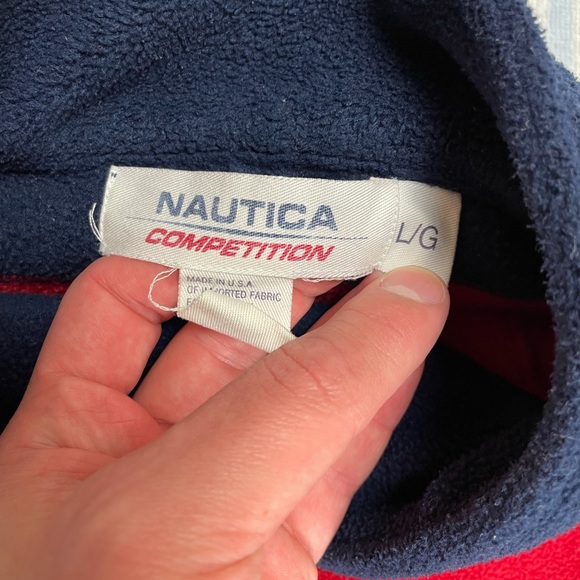 NAUTICA
COMPETITION
L/G
MADE IN U.S.A.
OF IMPORTED FABRIC